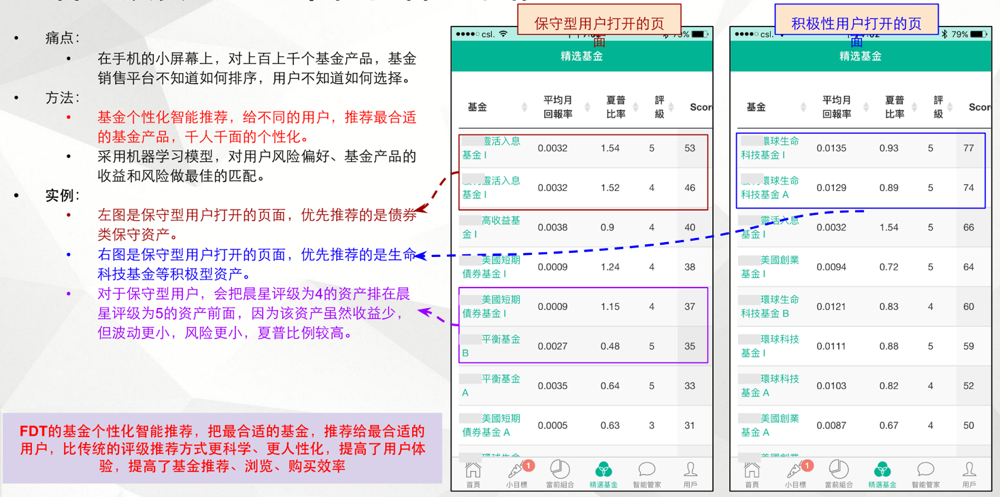 痛点：
在手机的小屏幕上，对上百上千个基金产品，基金
销售平台不知道如何排序，用户不知道如何选择。
方法：
基金个性化智能推荐，给不同的用户，推荐最合适
的基金产品，千人千面的个性化。
采用机器学习模型，对用户风险偏好、基金产品的
收益和风险做最佳的匹配。
实例：
左图是保守型用户打开的页面，优先推荐的是债券
类保守资产。
右图是保守型用户打开的页面，优先推荐的是生命
科技基金等积极型资产。
对于保守型用户，会把晨星评级为4的资产排在晨
星评级为5的资产前面，因为该资产虽然收益少，
但波动更小，风险更小，夏普比例较高。
FDT的基金个性化智能推荐，把最合适的基金，推荐给最合适的
用户，比传统的评级推荐方式更科学、更人性化，提高了用户体
验，提高了基金推荐、浏览、购买效率
保守型用户打开的页
面
csl.
精选基金
基金 平均月 夏普 評
回報率 比率 級 Scor
靈活入息
基金 I 0.0032 1.54 5 53
靈活入息
基金 I 0.0032 1.52 4 46
高收益基
金 I 0.0038 0.9 4 40
美國短期
債券基金 I 0.0009 1.24 4 38
美國短期
債券基金 I 0.0009 1.15 4 37
平衡基金
B 0.0027 0.48 5 35
平衡基金
A 0.0035 0.64 5 33
美國短期
債券基金 A 0.0005 0.63 3 31
1
首頁 小目標 當前組合 精選基金 智能管家 用戶
积极性用户打开的页
面
csl. 79%
精选基金
基金 平均月 夏普 評
回報率 比率 級 Scor
環球生命
科技基金 I 0.0135 0.93 5 77
環球生命
科技基金 A 0.0129 0.89 5 74
靈活入息
基金 I 0.0032 1.54 5 66
美國創業
基金 I 0.0094 0.72 5 64
環球生命
科技基金 B 0.0121 0.83 4 60
環球科技
基金 I 0.0111 0.88 5 59
環球科技
基金 A 0.0103 0.82 4 52
美國創業
基金 A 0.0087 0.67 4 50
1
首頁 小目標 當前組合 精選基金 智能管家 用戶